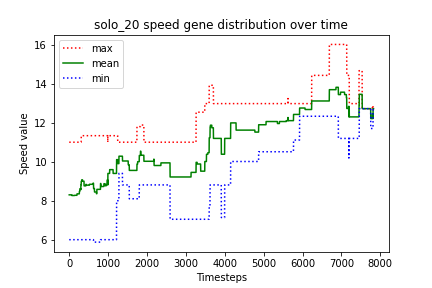 solo_20 speed gene distribution over time
max
mean
min
Speed value
16
14
12
10
8
6
0 1000 2000 3000 4000 5000 6000 7000 8000
Timesteps